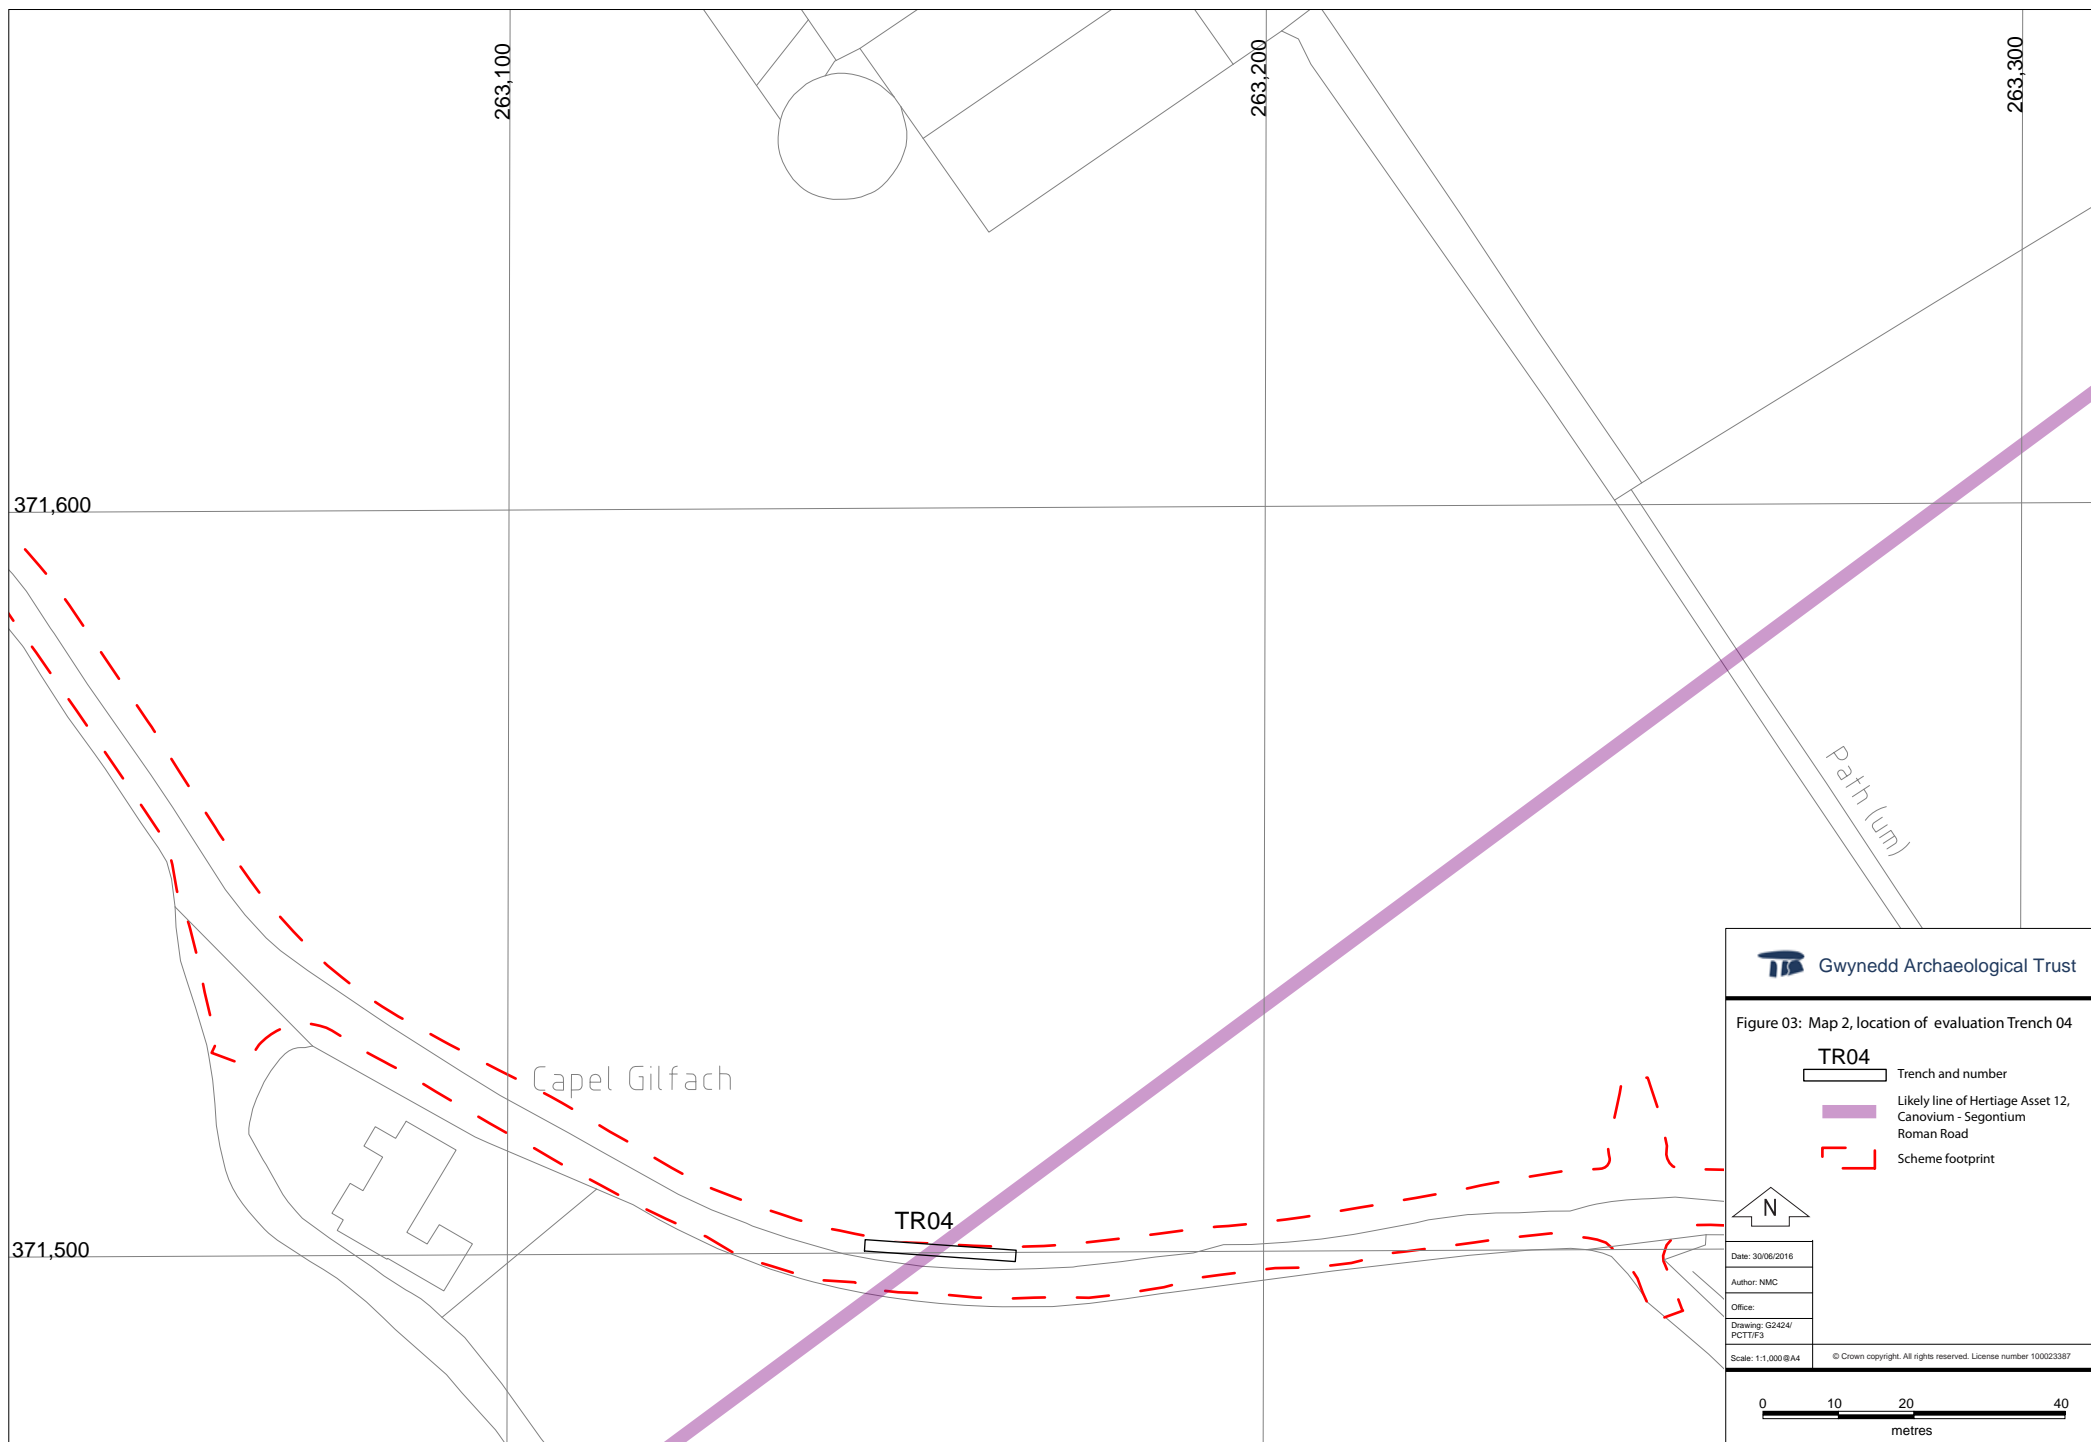 263,100
263,200
263,300
371,600
Path (um)
Capel Gilfach
TR04
371,500
Gwynedd Archaeological Trust
Figure 03: Map 2, location of evaluation Trench 04
TR04
Trench and number
Likely line of Hertiage Asset 12,
Canovium - Segontium
Roman Road
Scheme footprint
N
Date: 30/06/2016
Author: NMC
Office:
Drawing: G2424/
PCTT/F3
Scale: 1:1,000@A4
© Crown copyright. All rights reserved. License number 100023387
0 10 20 40
metres